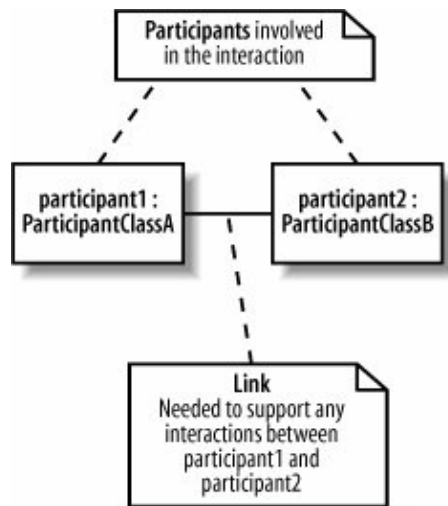 Participants involved
in the interaction
participant1 :
ParticipantClassA
participant2 :
ParticipantClassB
Link
Needed to support any
interactions between
participant1 and
participant2